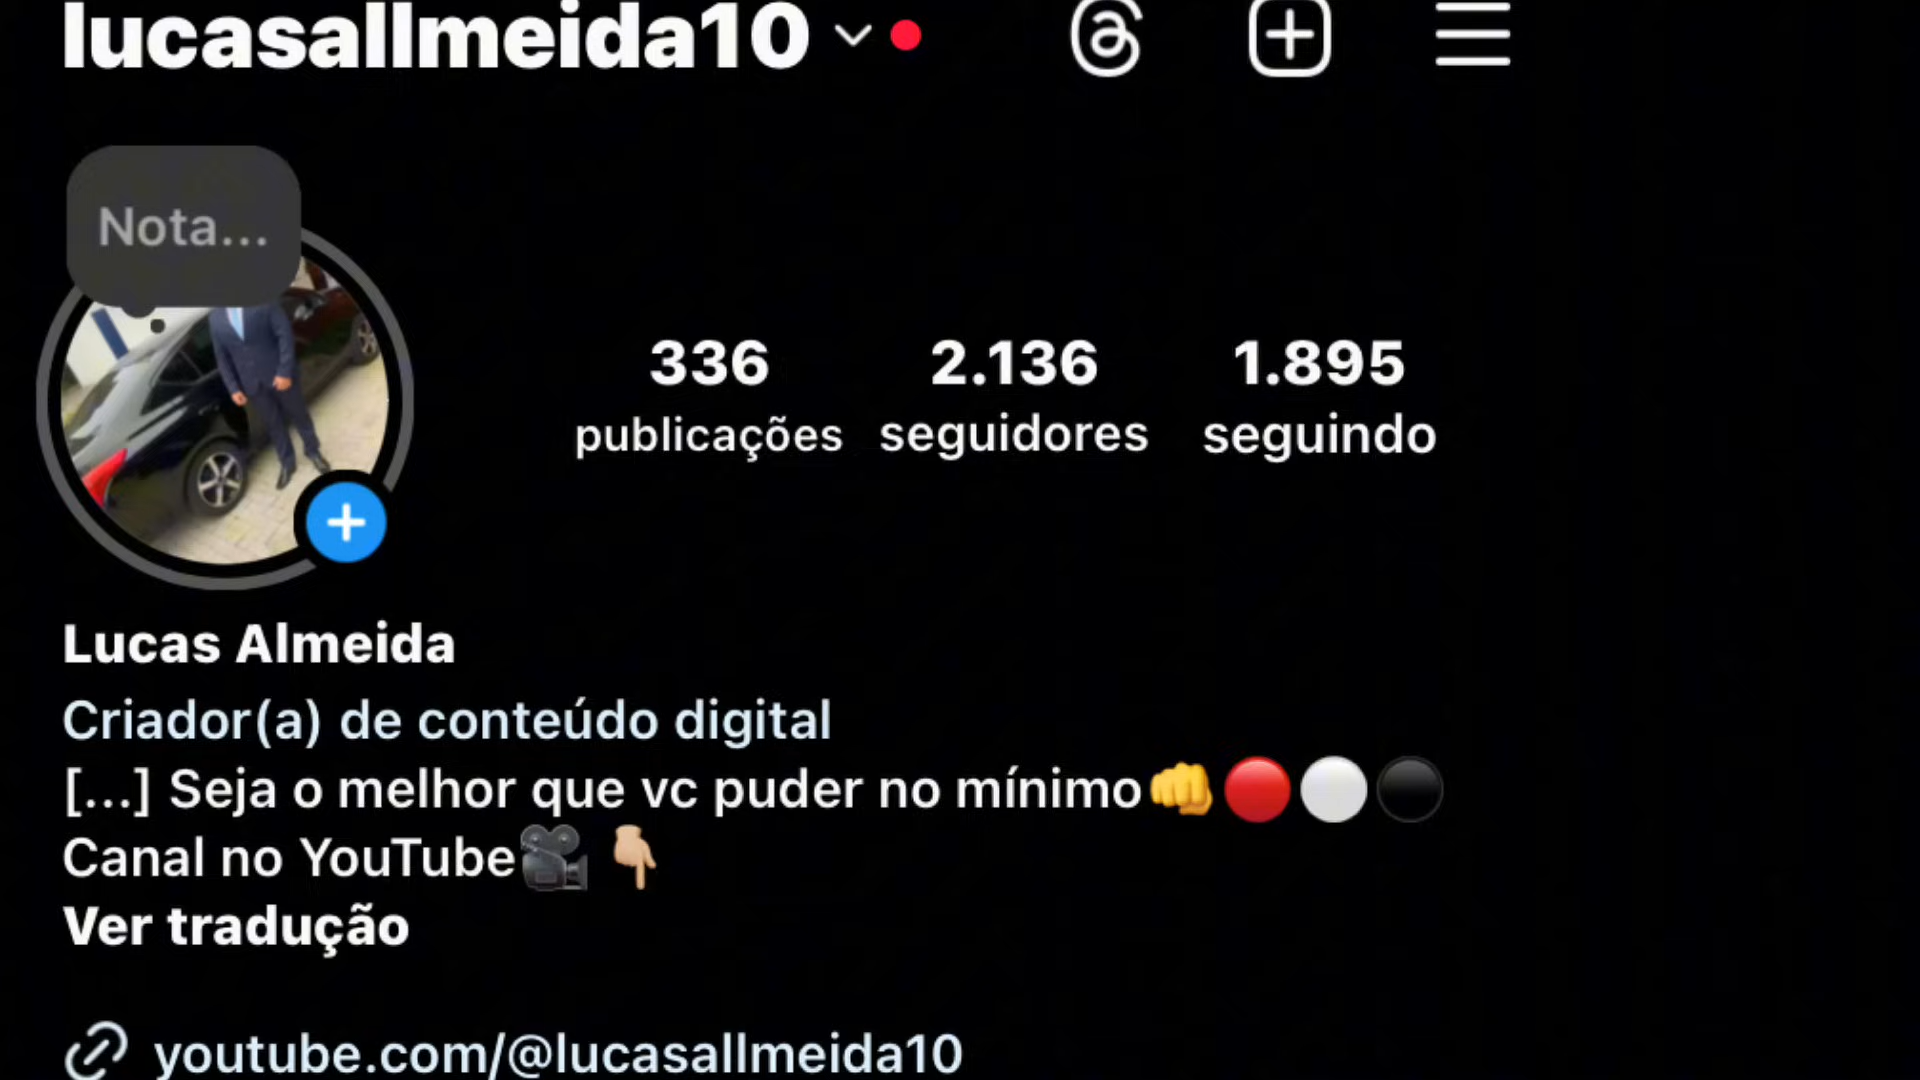 lucasallmeida10
Nota...
336 2.136 1.895
publicações seguidores seguindo
Lucas Almeida
Criador(a) de conteúdo digital
[...] Seja o melhor que vc puder no mínimo👊🔴⚪⚫
Canal no YouTube🎥👇🏼
Ver tradução
youtube.com/@lucasallmeida10